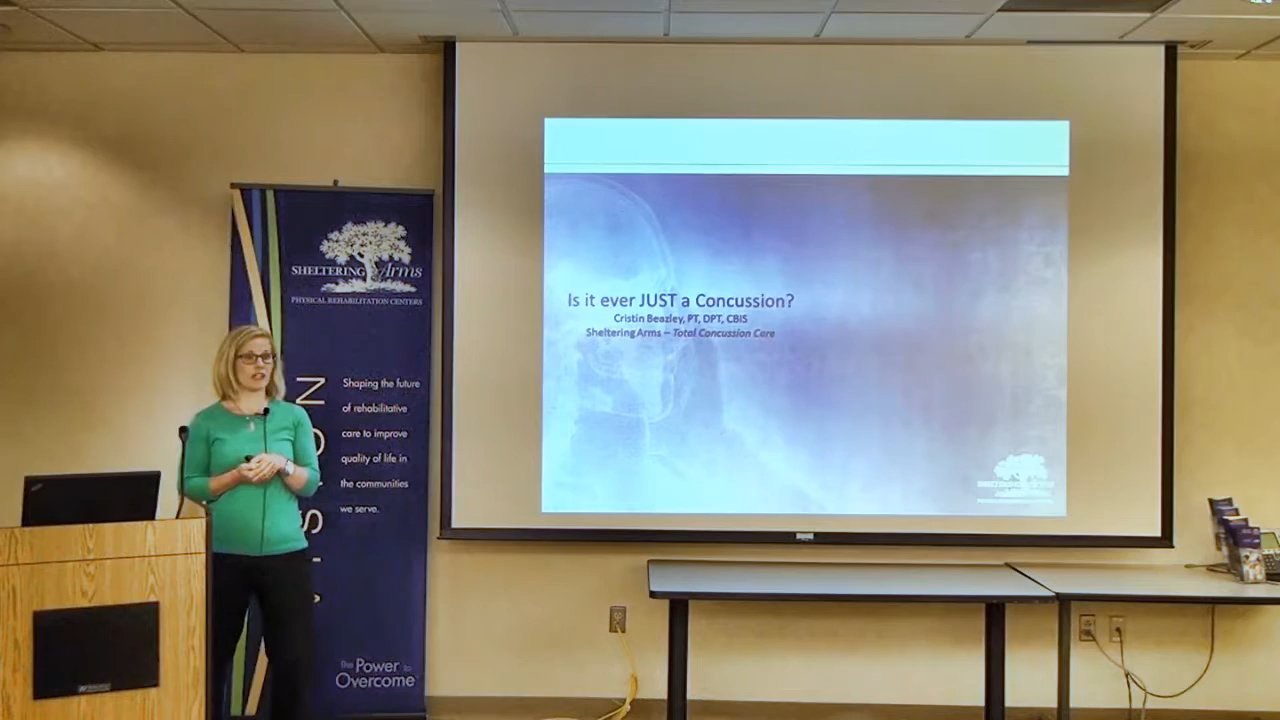 SHELTERING Arms
PHYSICAL REHABILITATION CENTERS
Shaping the future
of rehabilitative
care to improve
quality of life in
the communities
we serve.
The Power to
Overcome
Is it ever JUST a Concussion?
Cristin Beazley, PT, DPT, CBIS
Sheltering Arms – Total Concussion Care
SHELTERING ARMS